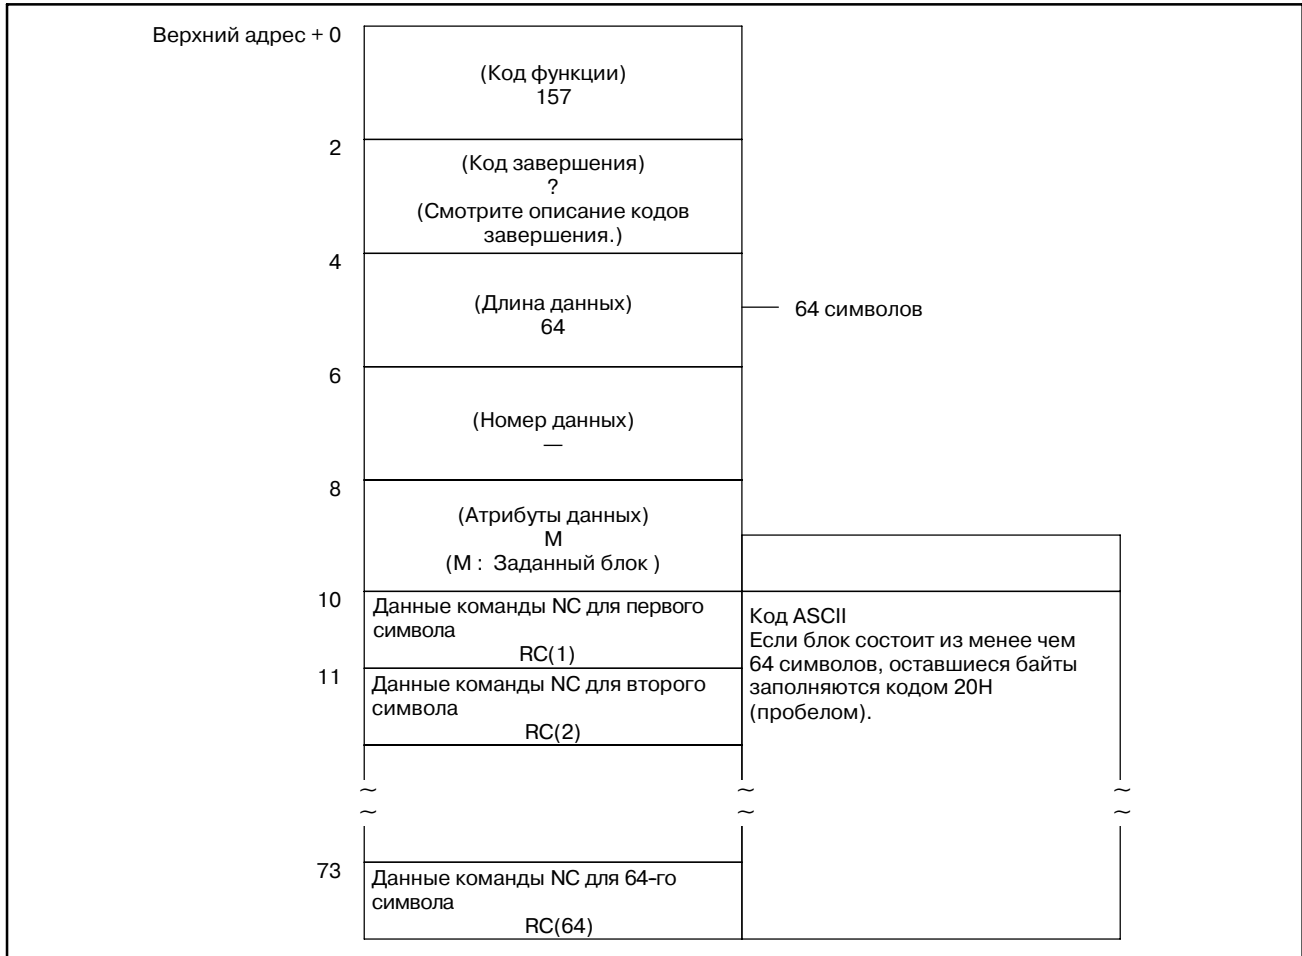 Верхний адрес + 0
(Код функции)
157
2
(Код завершения)
?
(Смотрите описание кодов
завершения.)
4
(Длина данных)
64
64 символов
6
(Номер данных)
—
8
(Атрибуты данных)
M
(M : Заданный блок )
10
Данные команды NC для первого
символа
RC(1)
Код ASCII
Если блок состоит из менее чем
64 символов, оставшиеся байты
заполняются кодом 20H
(пробелом).
11
Данные команды NC для второго
символа
RC(2)
73
Данные команды NC для 64-го
символа
RC(64)